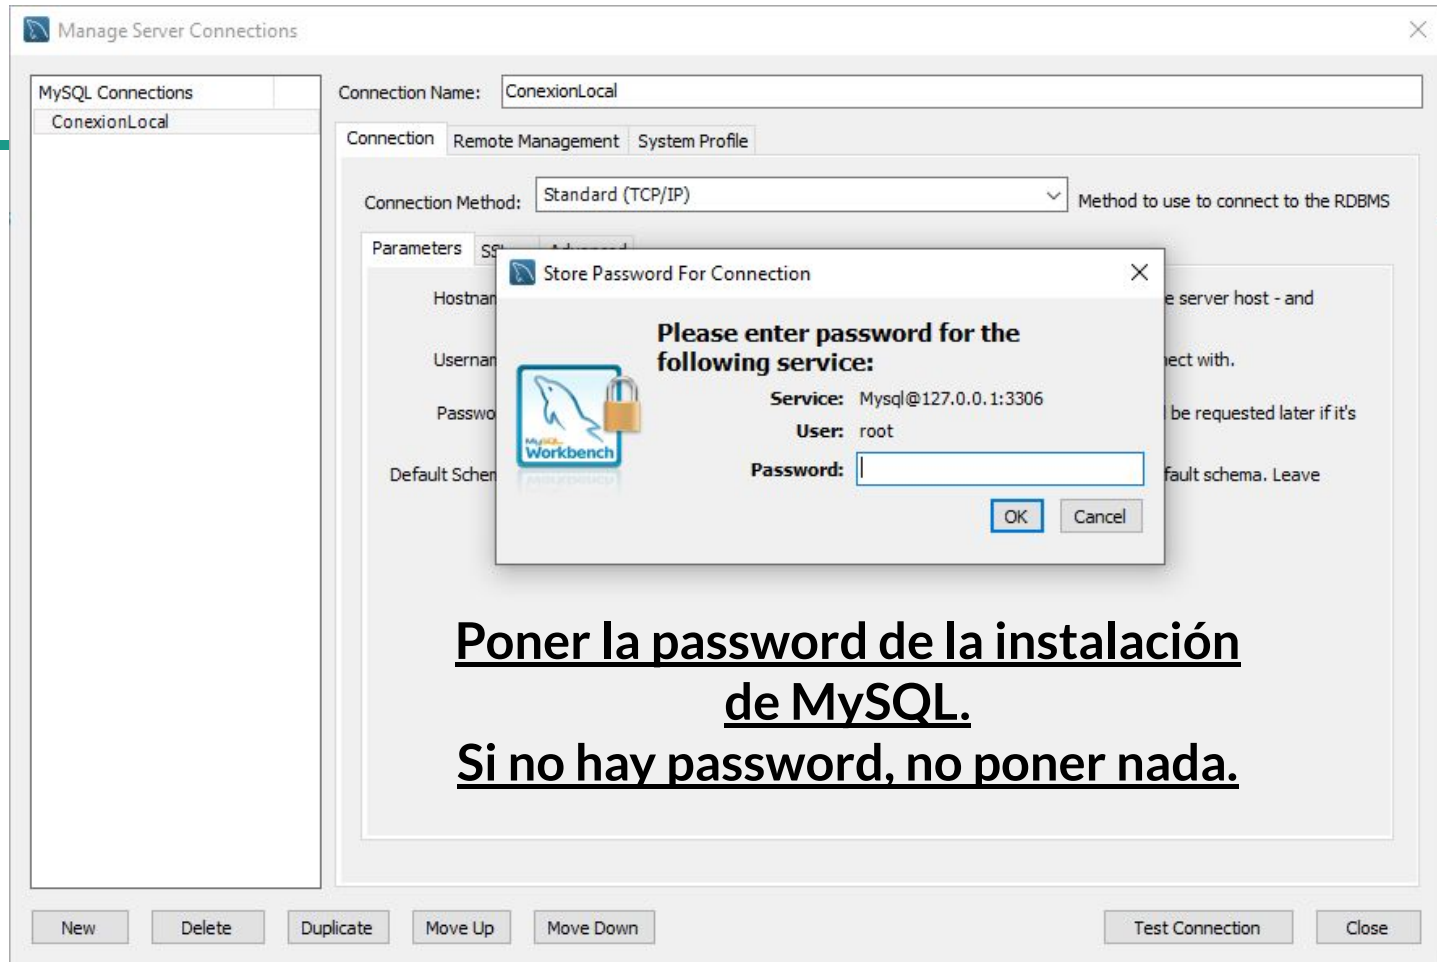 Manage Server Connections
MySQL Connections
ConexionLocal
Connection Name: ConexionLocal
Connection Remote Management System Profile
Connection Method: Standard (TCP/IP) Method to use to connect to the RDBMS
Parameters
Store Password For Connection
e server host - and
Please enter password for the
following service:
with.
Service: Mysql@127.0.0.1:3306
be requested later if it's
User: root
MySQL
Workbench
Password:
Default
schema. Leave
OK Cancel
Poner la password de la instalación
de MySQL.
Si no hay password, no poner nada.
New Delete Duplicate Move Up Move Down Test Connection Close